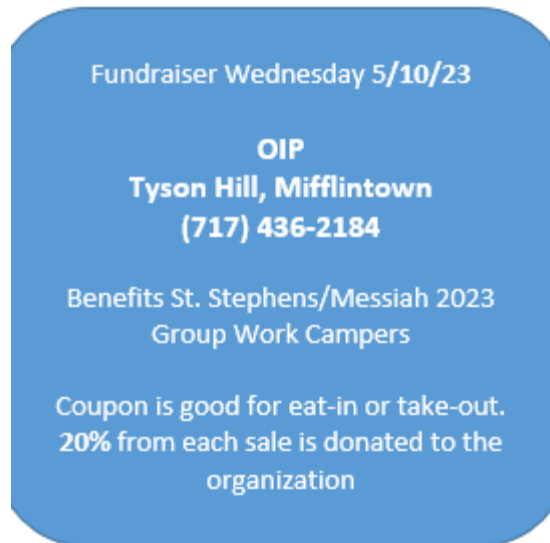 Fundraiser Wednesday 5/10/23
OIP
Tyson Hill, Mifflintown
(717) 436-2184
Benefits St. Stephens/Messiah 2023
Group Work Campers
Coupon is good for eat-in or take-out.
20% from each sale is donated to the
organization